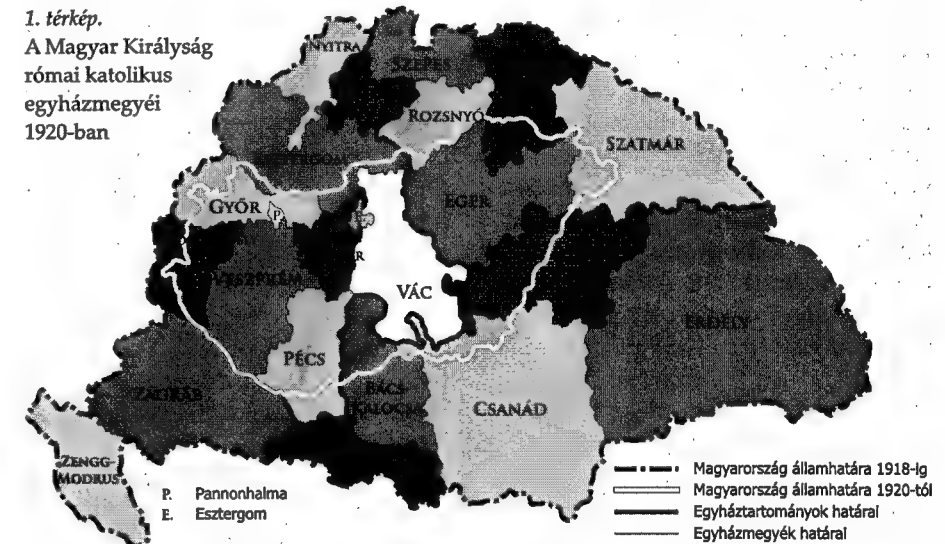 1. térkép.
A Magyar Királyság
római katolikus
egyházmegyéi
1920-ban
NYITRA
SZEPES
ROZSNYÓ
SZATMÁR
GYŐR
P
EGER
VESZPRÉM
R
VÁC
ERDÉLY
PÉCS
ZÁGRÁB
BÁCS-
KALOCSA
CSANÁD
ZENGG-
MODRUS
P. Pannonhalma
E. Esztergom
Magyarország államhatára 1918-ig
Magyarország államhatára 1920-tól
Egyháztartományok határai
Egyházmegyék határai